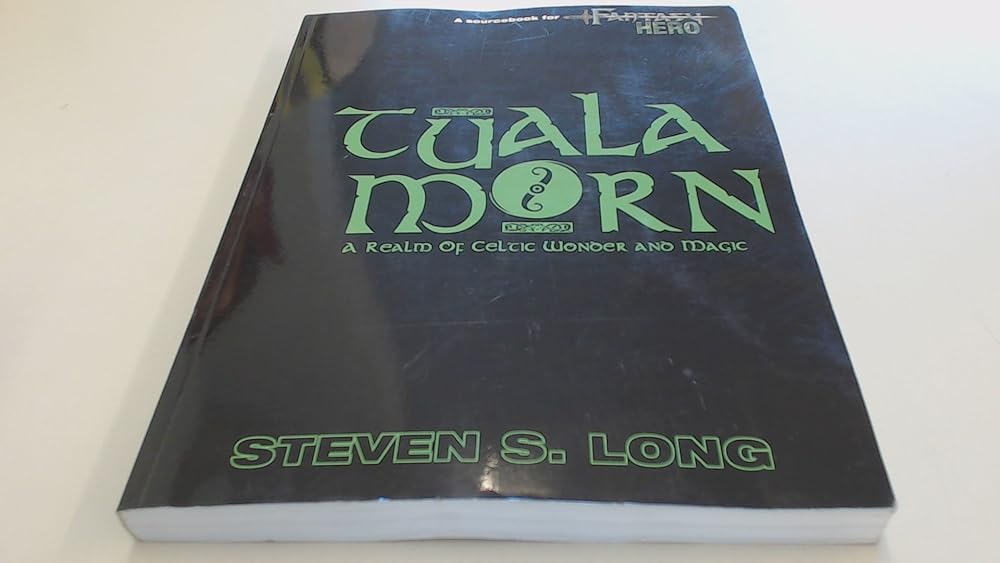 A sourcebook for FANTASY HERO
TUALA
MORN
A REALM OF CELTIC WONDER AND MAGIC
STEVEN S. LONG